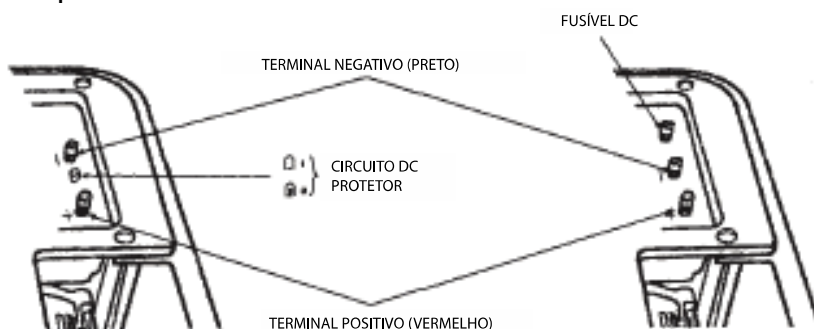 FUSÍVEL DC
TERMINAL NEGATIVO (PRETO)
CIRCUITO DC
PROTETOR
TERMINAL POSITIVO (VERMELHO)